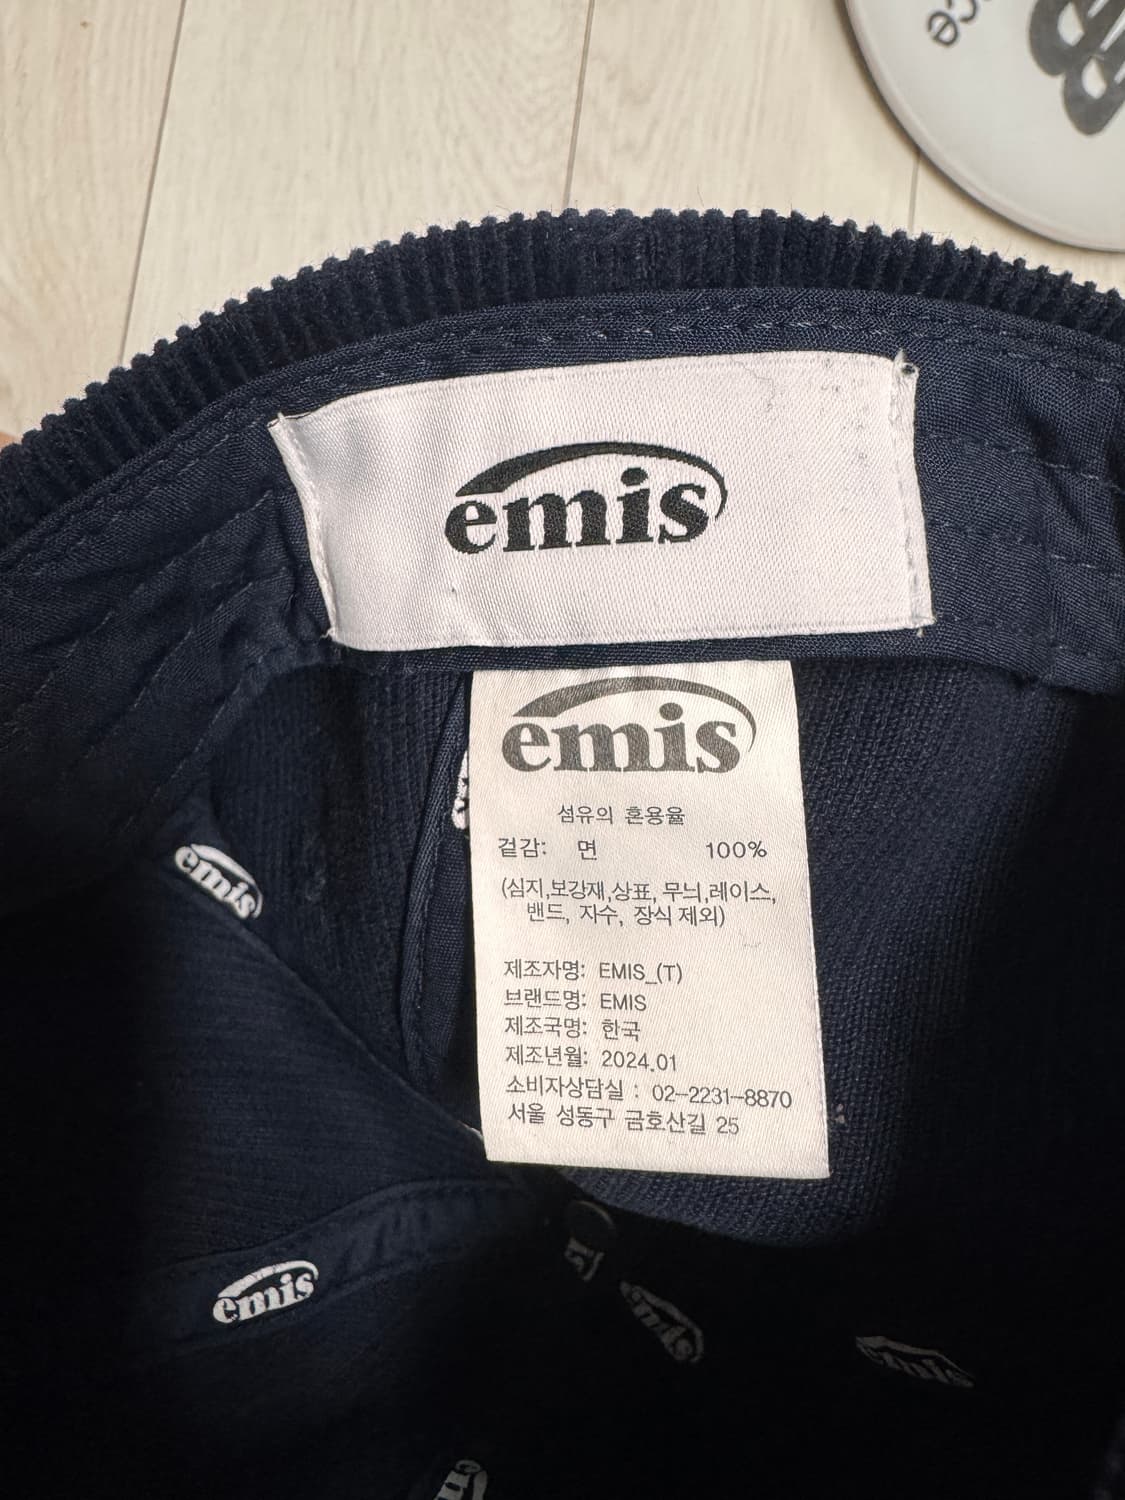 emis
emis
섬유의 혼용율
겉감: 면 100%
(심지,보강재,상표, 무늬,레이스,
밴드, 자수, 장식 제외)
제조자명: EMIS_(T)
브랜드명: EMIS
제조국명: 한국
제조년월: 2024.01
소비자상담실 : 02-2231-8870
서울 성동구 금호산길 25
emis
emis
emis
emis